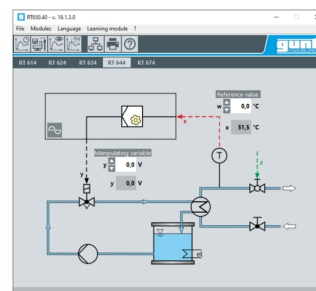 RT650.40 - v. 19.1.3.0
File Modules Language Learning module ?
gunt
RT 614 RT 624 RT 634 RT 644 RT 674
Reference value
w 0,0 °C
x 51,5 °C
x
Manipulating variable
y 0,0 V
y 0,0 V
y
T
y